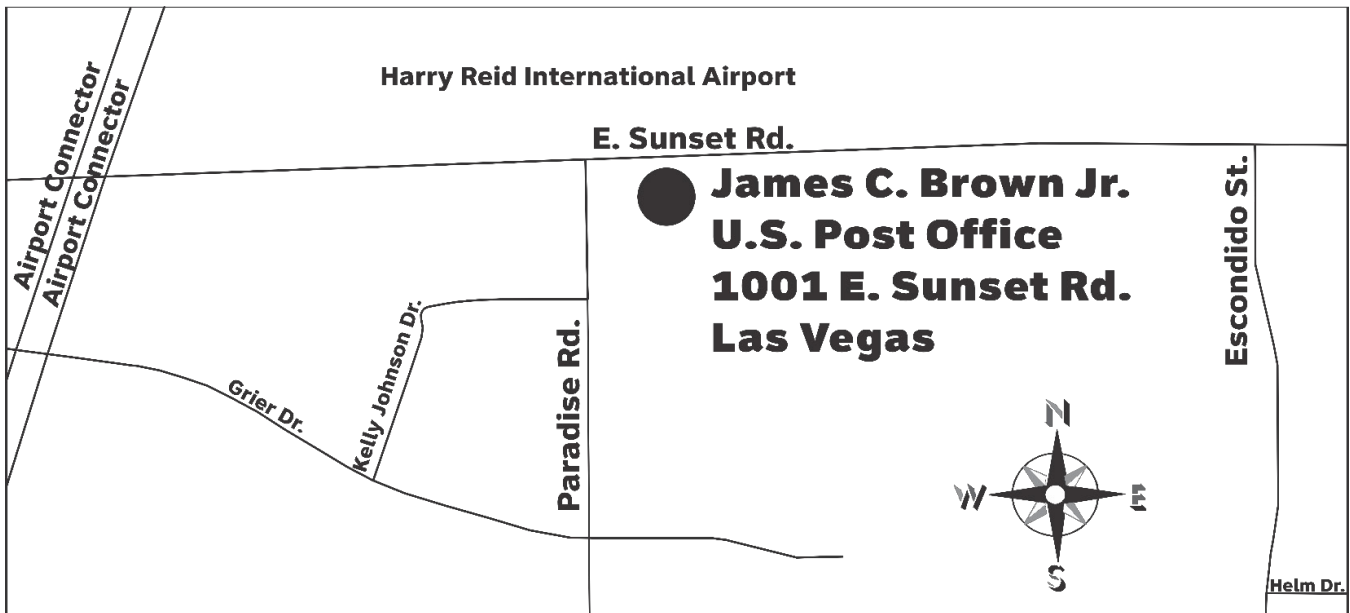 Harry Reid International Airport
Airport Connector
Airport Connector
E. Sunset Rd.
James C. Brown Jr.
U.S. Post Office
1001 E. Sunset Rd.
Las Vegas
Escondido St.
Kelly Johnson Dr.
Paradise Rd.
Grier Dr.
N
W
E
S
Helm Dr.